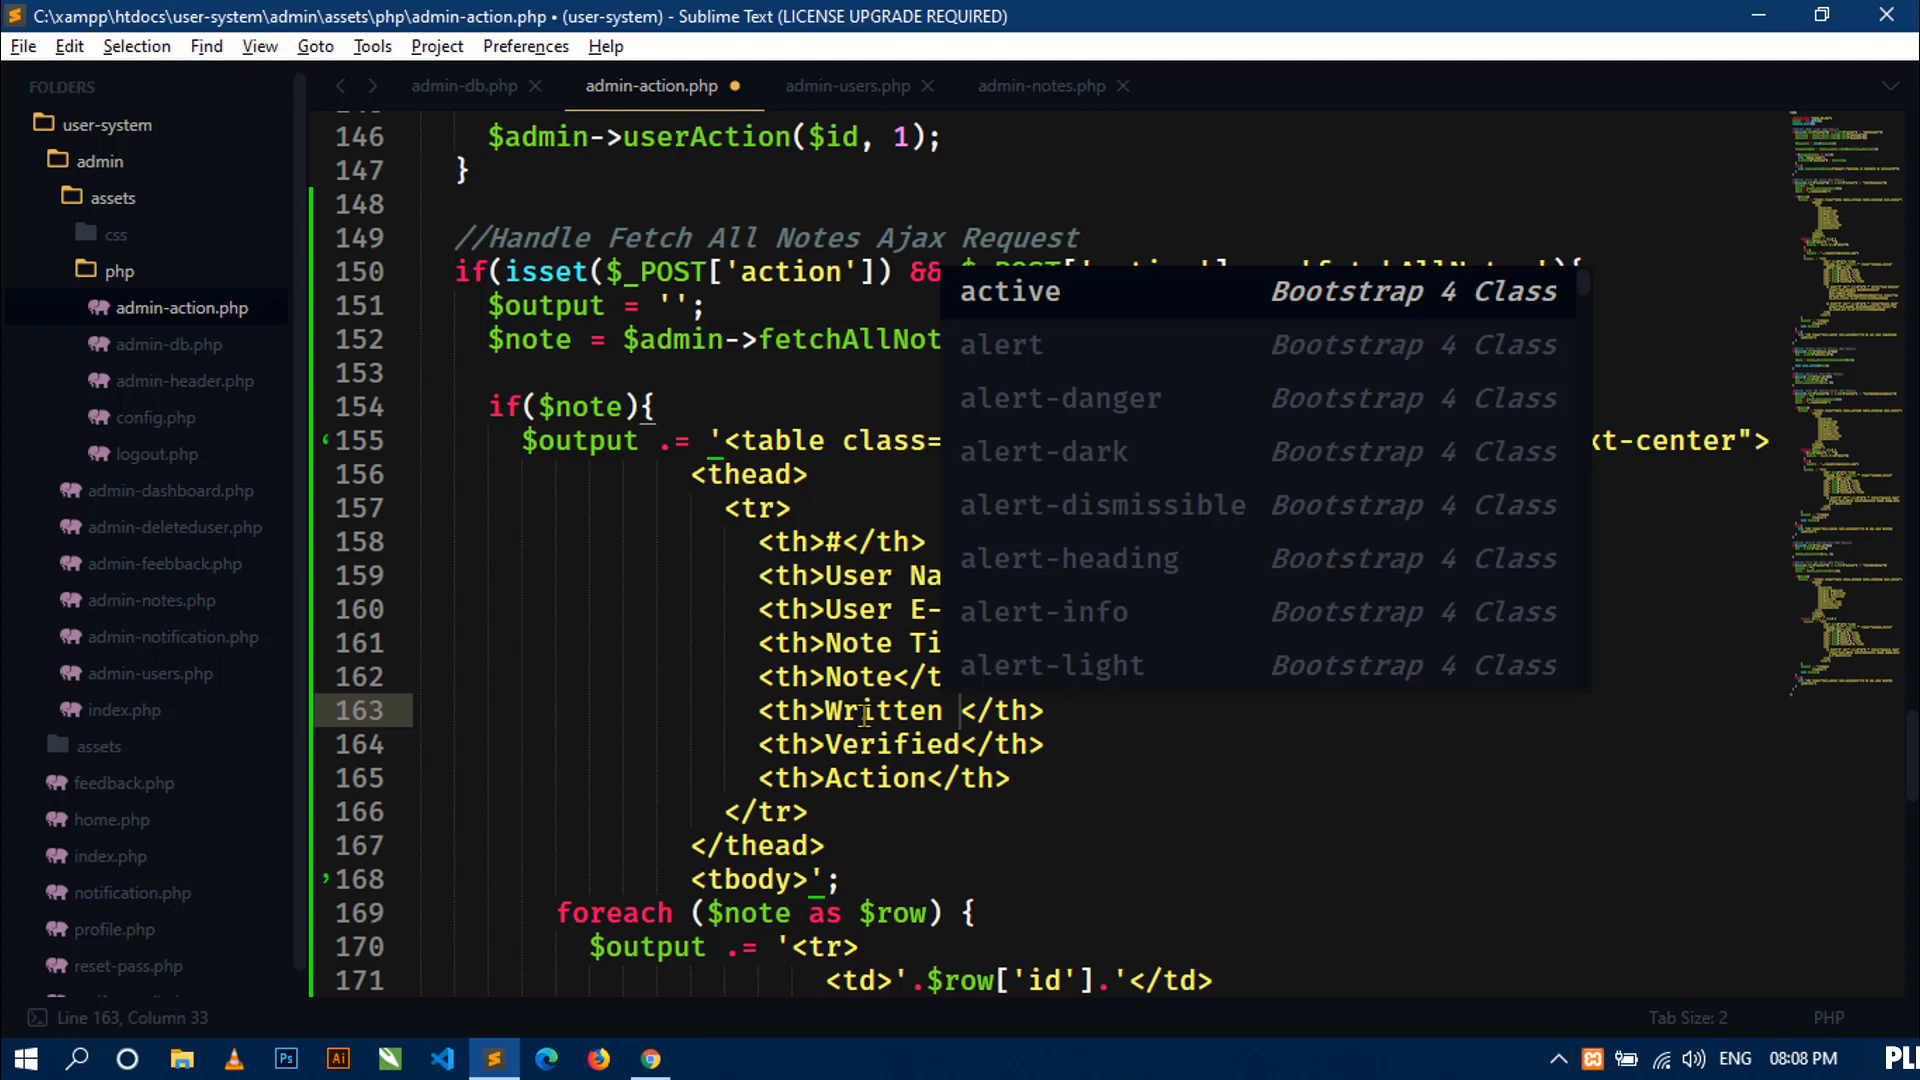 C:\xampp\htdocs\user-system\admin\assets\php\admin-action.php • (user-system) - Sublime Text (LICENSE UPGRADE REQUIRED)
File Edit Selection Find View Goto Tools Project Preferences Help
FOLDERS
user-system
admin
assets
css
php
admin-action.php
admin-db.php
admin-header.php
config.php
logout.php
admin-dashboard.php
admin-deleteduser.php
admin-feebback.php
admin-notes.php
admin-notification.php
admin-users.php
index.php
assets
feedback.php
home.php
index.php
notification.php
profile.php
reset-pass.php
admin-db.php admin-action.php admin-users.php admin-notes.php
146 $admin->userAction($id, 1);
147 }
148
149 //Handle Fetch All Notes Ajax Request
150 if(isset($_POST['action']) &&
151 $output = '';
152 $note = $admin->fetchAllNot
153
154 if($note){
155 $output .= '<table class= xt-center">
156 <thead>
157 <tr>
158 <th>#</th>
159 <th>User Na
160 <th>User E-
161 <th>Note Ti
162 <th>Note</t
163 <th>Written </th>
164 <th>Verified</th>
165 <th>Action</th>
166 </tr>
167 </thead>
168 <tbody>';
169 foreach ($note as $row) {
170 $output .= '<tr>
171 <td>'.$row['id'].'</td>
active Bootstrap 4 Class
alert Bootstrap 4 Class
alert-danger Bootstrap 4 Class
alert-dark Bootstrap 4 Class
alert-dismissible Bootstrap 4 Class
alert-heading Bootstrap 4 Class
alert-info Bootstrap 4 Class
alert-light Bootstrap 4 Class
Line 163, Column 33
Tab Size: 2 PHP
Ps Ai ENG 08:08 PM PL